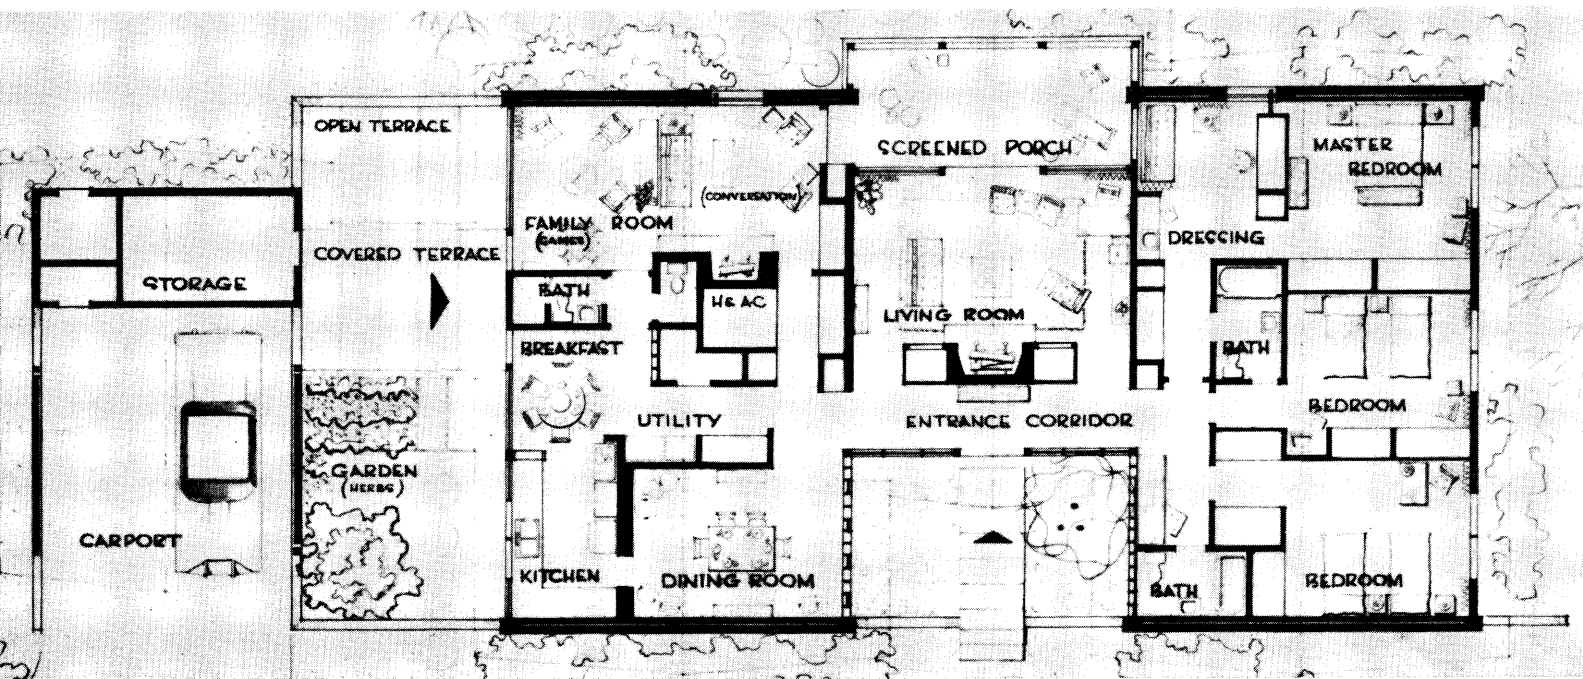 OPEN TERRACE
SCREENED PORCH
MASTER
BEDROOM
(CONVERSATION)
FAMILY ROOM
(GAMES)
DRESSING
COVERED TERRACE
STORAGE
BATH
H & AC
LIVING ROOM
BREAKFAST
BATH
BEDROOM
UTILITY
ENTRANCE CORRIDOR
GARDEN
(HERBS)
CARPORT
KITCHEN
DINING ROOM
BATH
BEDROOM